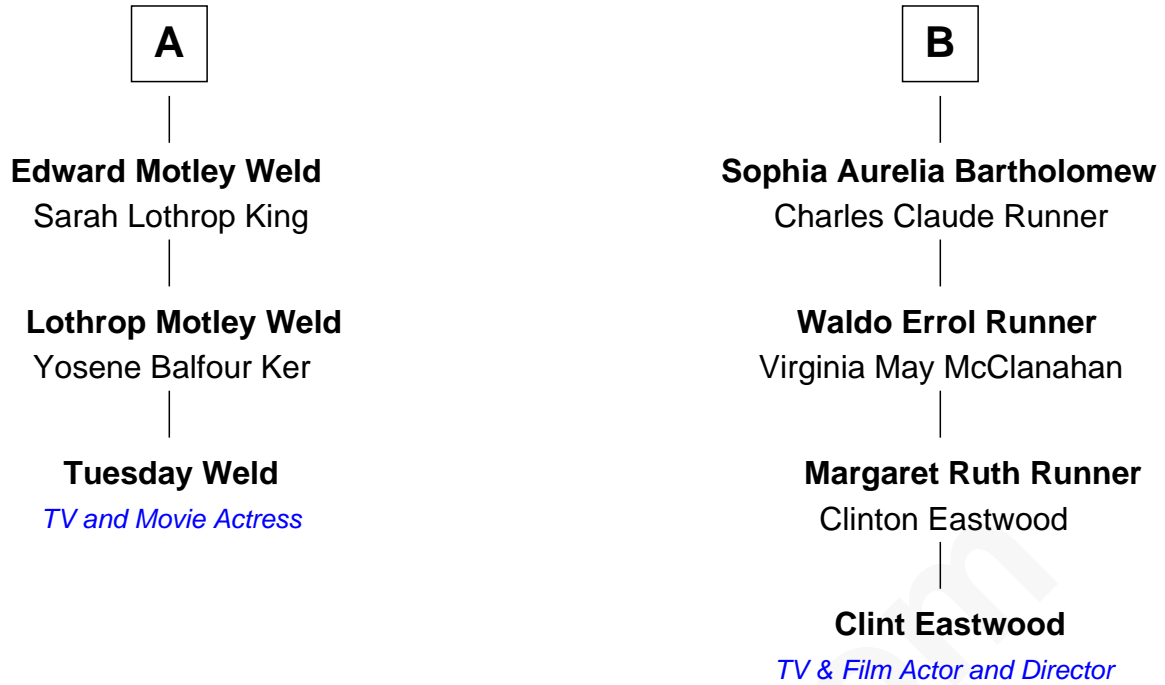 A
Edward Motley Weld
Sarah Lothrop King
Lothrop Motley Weld
Yosene Balfour Ker
Tuesday Weld
TV and Movie Actress
B
Sophia Aurelia Bartholomew
Charles Claude Runner
Waldo Errol Runner
Virginia May McClanahan
Margaret Ruth Runner
Clinton Eastwood
Clint Eastwood
TV & Film Actor and Director